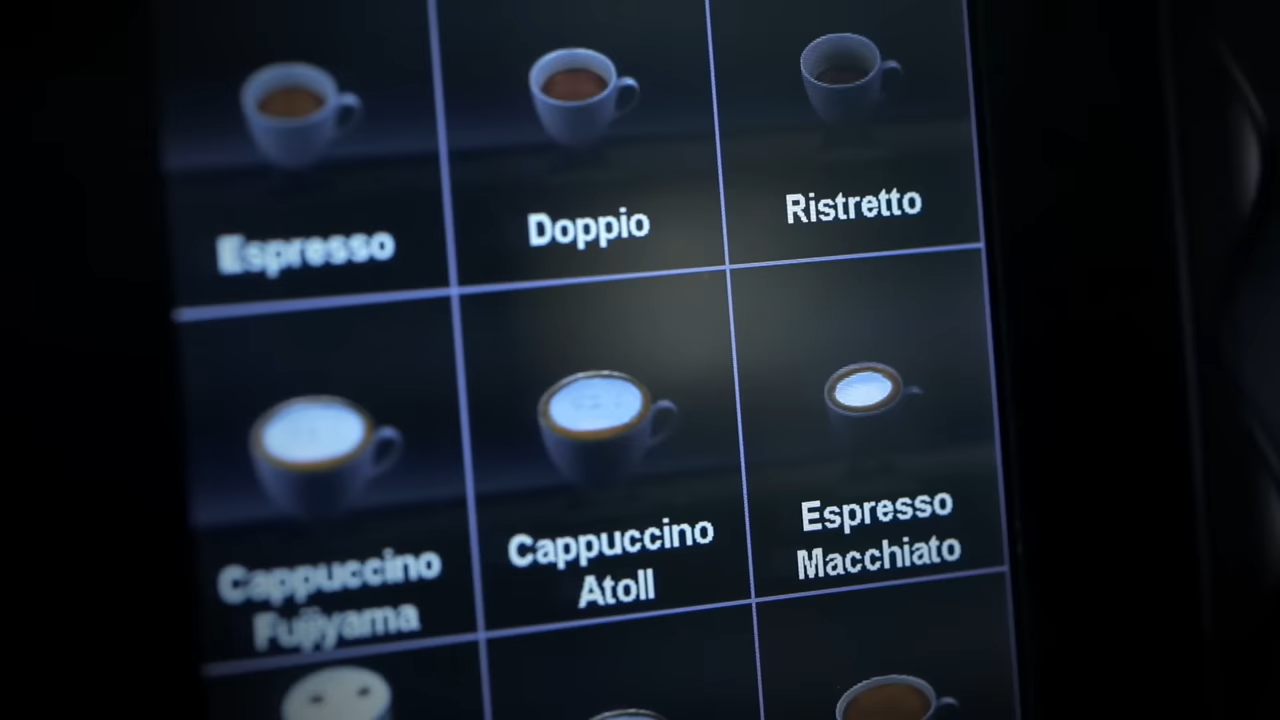 Espresso
Doppio
Ristretto
Cappuccino
Fujiyama
Cappuccino
Atoll
Espresso
Macchiato